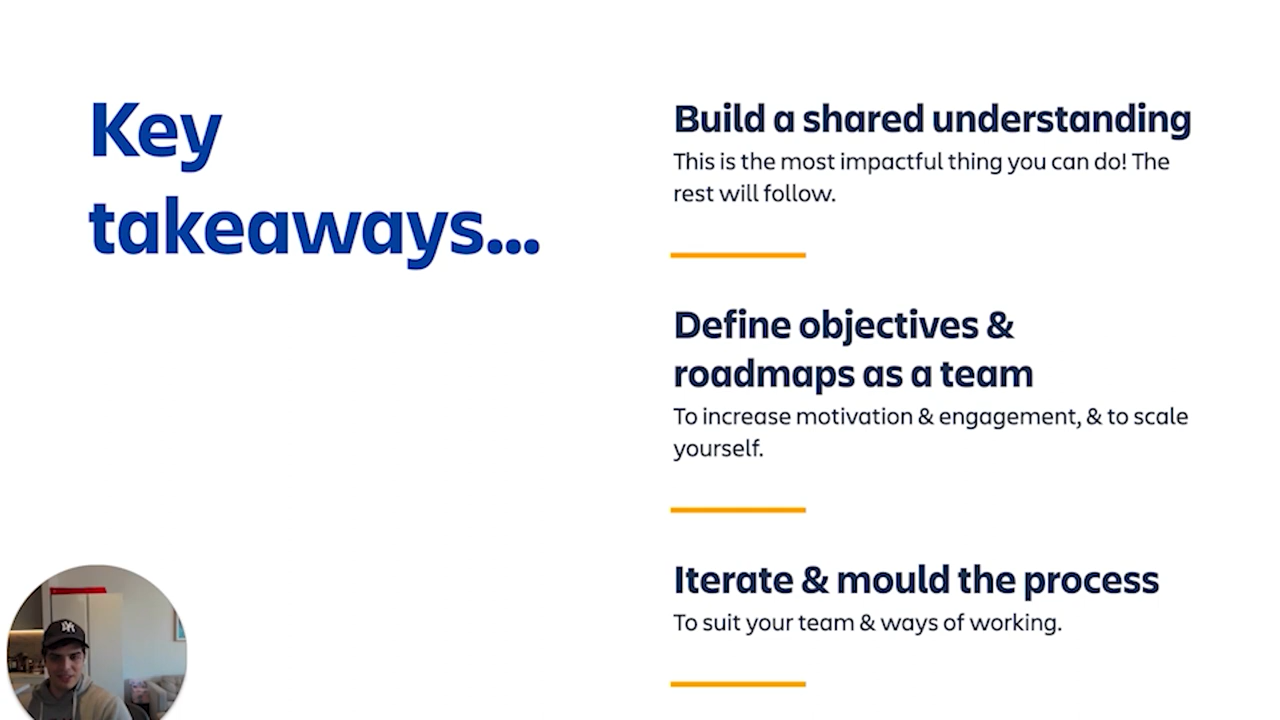 Key
takeaways...
Build a shared understanding
This is the most impactful thing you can do! The
rest will follow.
Define objectives &
roadmaps as a team
To increase motivation & engagement, & to scale
yourself.
Iterate & mould the process
To suit your team & ways of working.